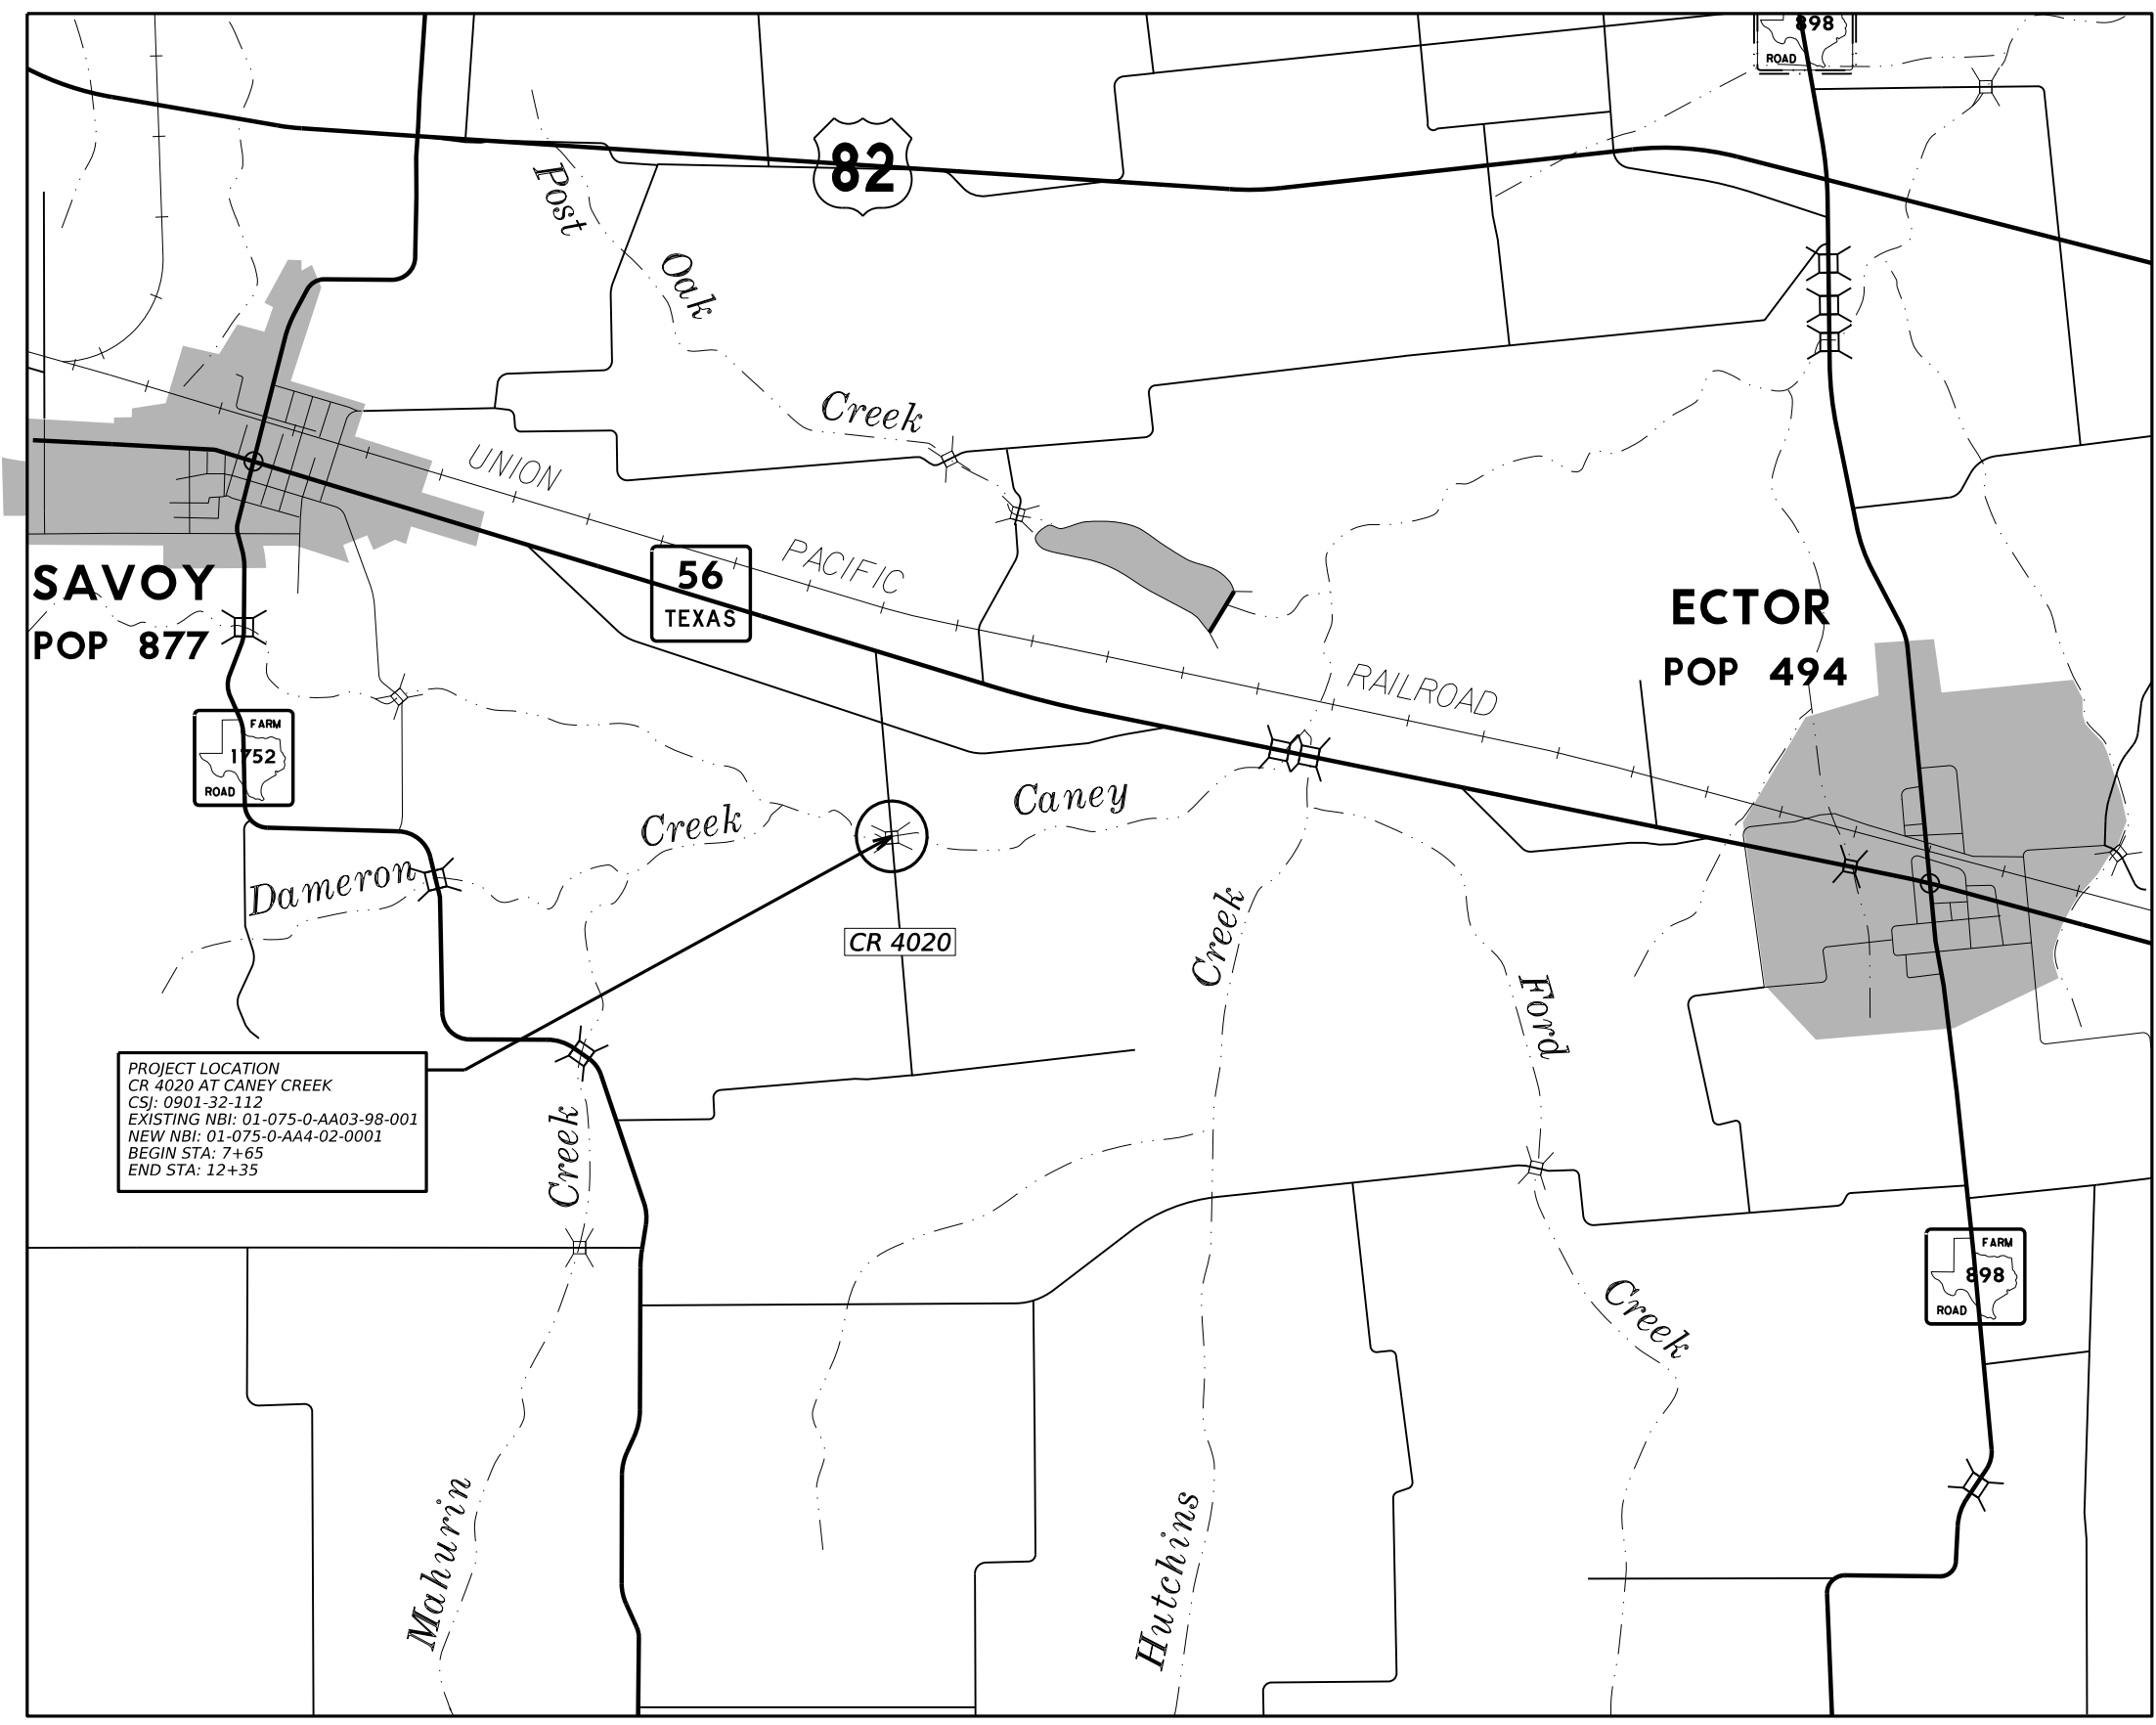 898
ROAD
82
Post
Oak
Creek
UNION
PACIFIC
RAILROAD
56
TEXAS
SAVOY
POP 877
ECTOR
POP 494
FARM
1752
ROAD
Caney
Creek
Dameron
Creek
CR 4020
Ford
PROJECT LOCATION
CR 4020 AT CANEY CREEK
CSJ: 0901-32-112
EXISTING NBI: 01-075-0-AA03-98-001
NEW NBI: 01-075-0-AA4-02-0001
BEGIN STA: 7+65
END STA: 12+35
Creek
FARM
898
ROAD
Creek
Mahurin
Hutchins